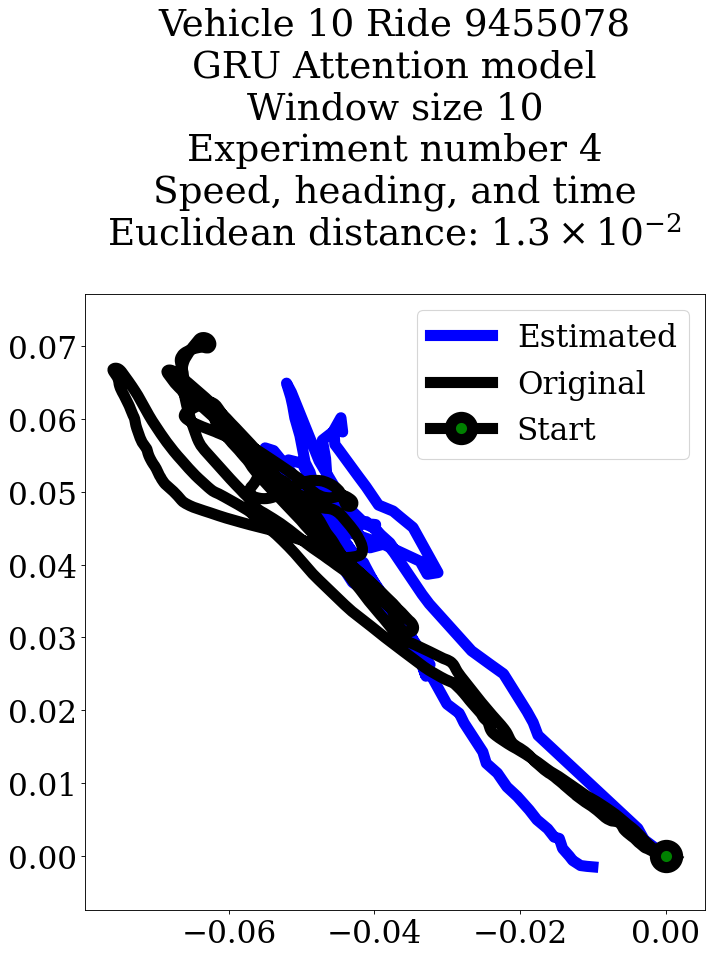 Vehicle 10 Ride 9455078
GRU Attention model
Window size 10
Experiment number 4
Speed, heading, and time
Euclidean distance: 1.3 × 10⁻²
Estimated
Original
Start
0.07
0.06
0.05
0.04
0.03
0.02
0.01
0.00
−0.06 −0.04 −0.02 0.00